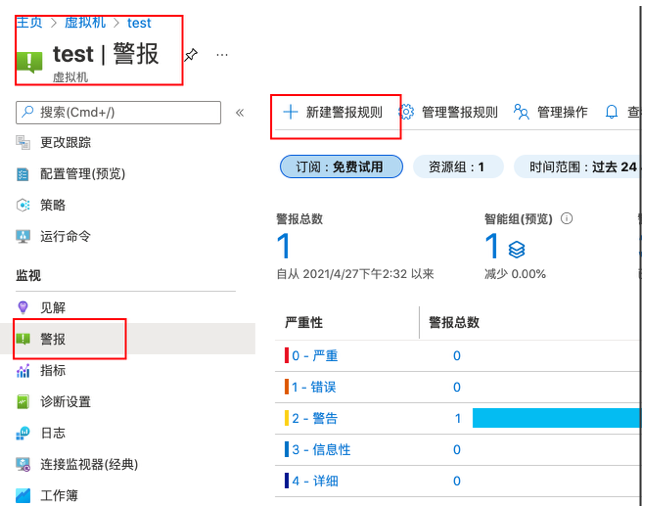 主页 > 虚拟机 > test
test | 警报
虚拟机
搜索(Cmd+/)
«
更改跟踪
配置管理(预览)
策略
运行命令
监视
见解
警报
指标
诊断设置
日志
连接监视器(经典)
工作簿
+ 新建警报规则 管理警报规则 管理操作 查
订阅 : 免费试用 资源组 : 1 时间范围 : 过去 24
警报总数 智能组(预览)
1 1
自从 2021/4/27下午2:32 以来 减少 0.00%
严重性 警报总数
0 - 严重 0
1 - 错误 0
2 - 警告 1
3 - 信息性 0
4 - 详细 0